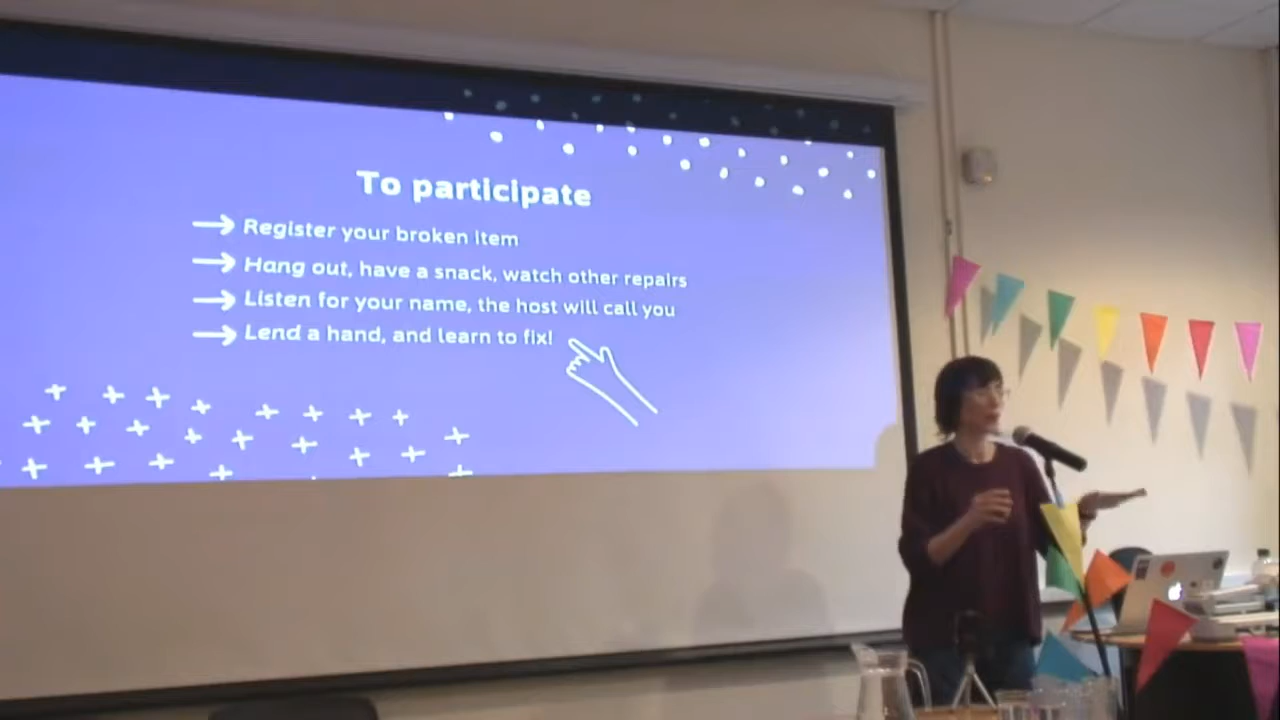 To participate
Register your broken item
Hang out, have a snack, watch other repairs
Listen for your name, the host will call you
Lend a hand, and learn to fix!